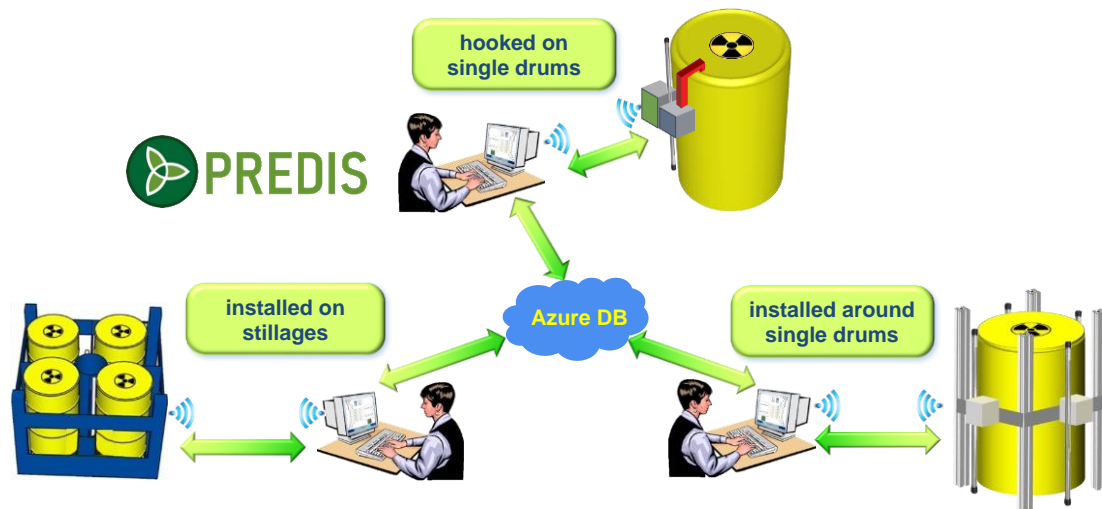 hooked on
single drums
PREDIS
installed on
stillages
Azure DB
installed around
single drums